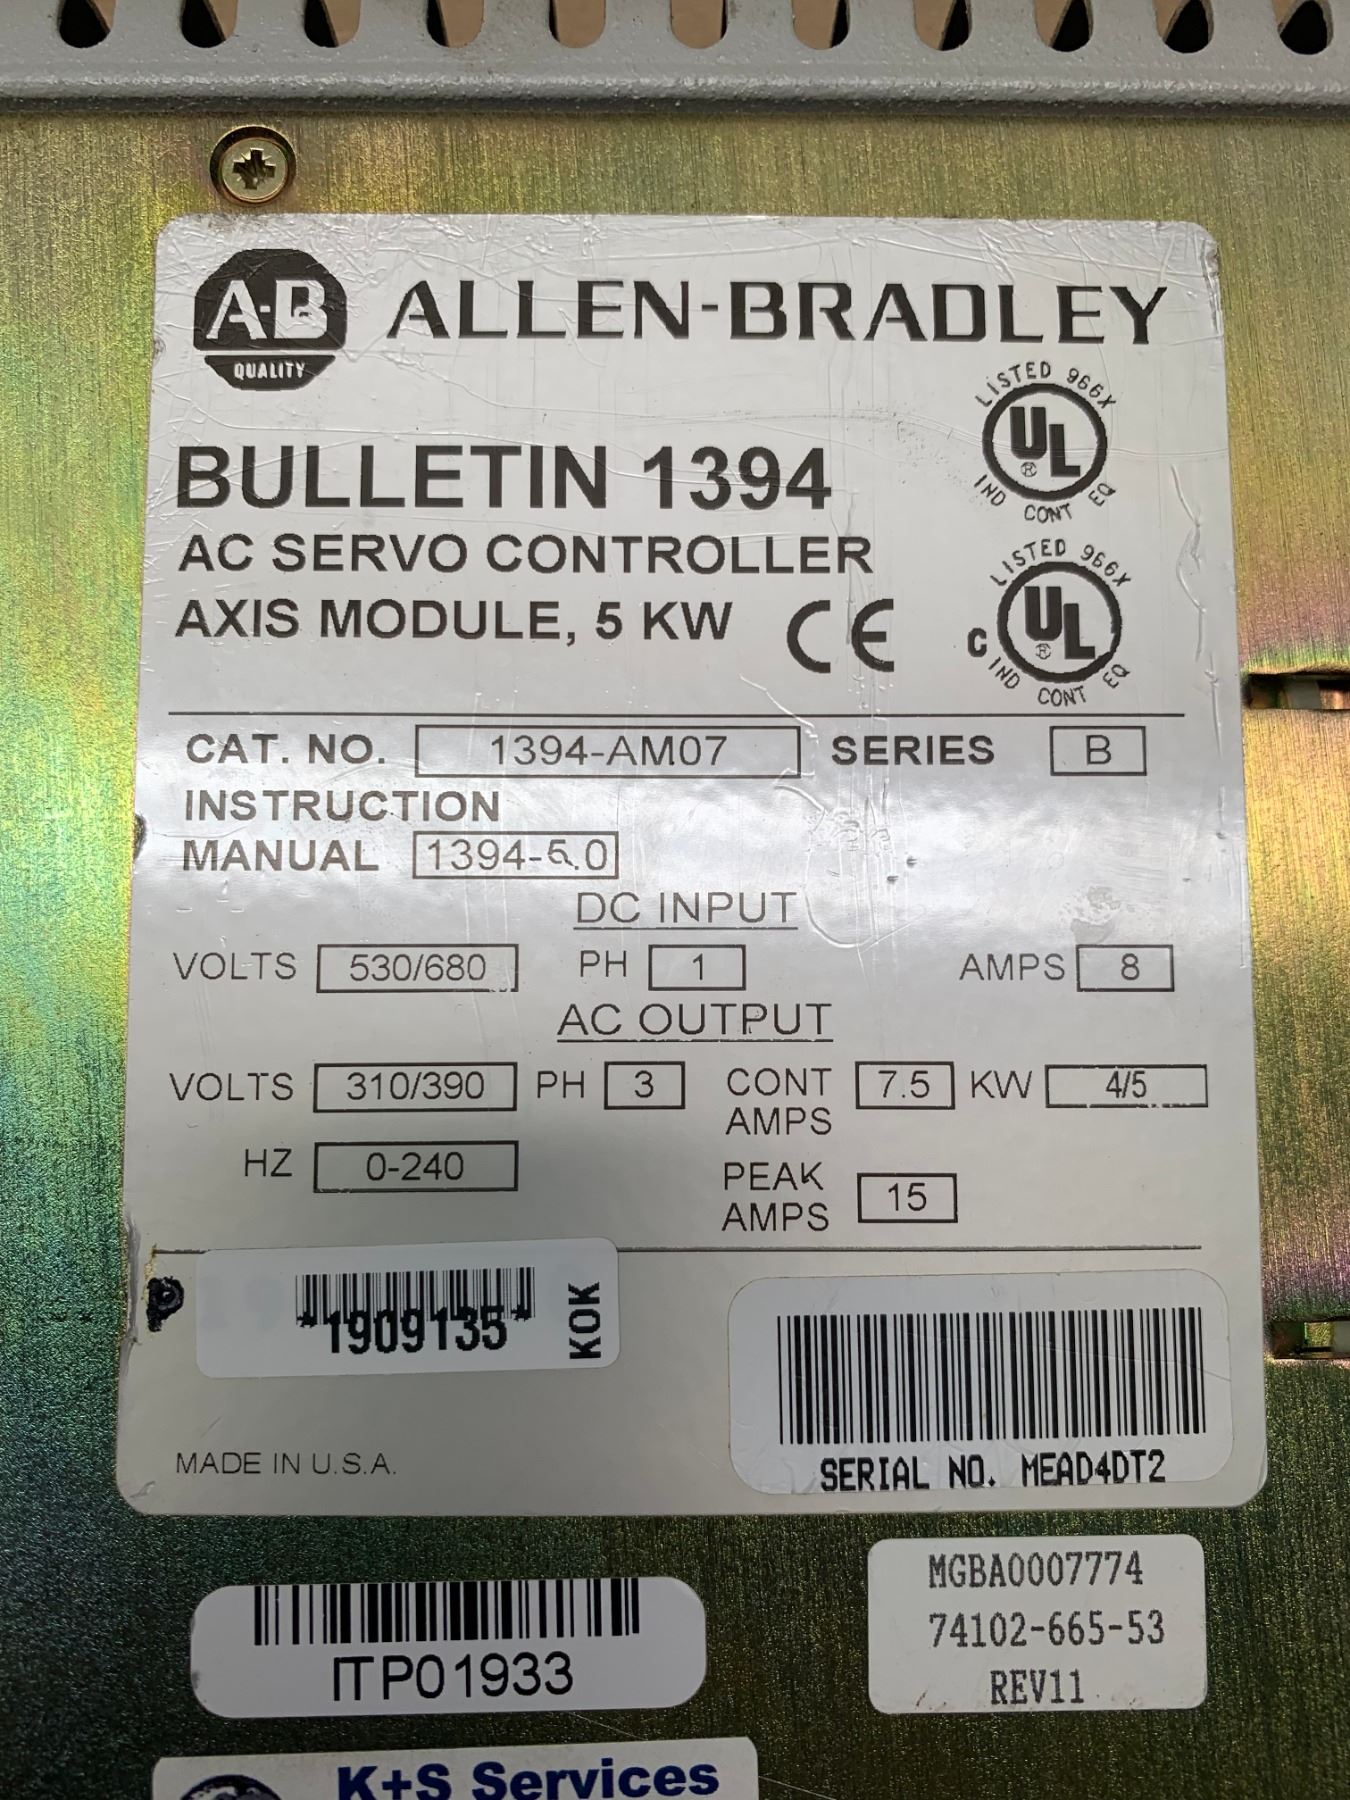 A-B QUALITY ALLEN-BRADLEY
LISTED 966X
UL ®
IND CONT EQ
BULLETIN 1394
AC SERVO CONTROLLER
AXIS MODULE, 5 KW CE
LISTED 966X
C UL ®
IND CONT EQ
CAT. NO. 1394-AM07 SERIES B
INSTRUCTION
MANUAL 1394-5.0
DC INPUT
VOLTS 530/680 PH 1 AMPS 8
AC OUTPUT
VOLTS 310/390 PH 3 CONT AMPS 7.5 KW 4/5
HZ 0-240 PEAK AMPS 15
*1909135* KOK
MADE IN U.S.A.
SERIAL NO. MEAD4DT2
MGBA0007774
74102-665-53
REV11
ITP01933
K+S Services